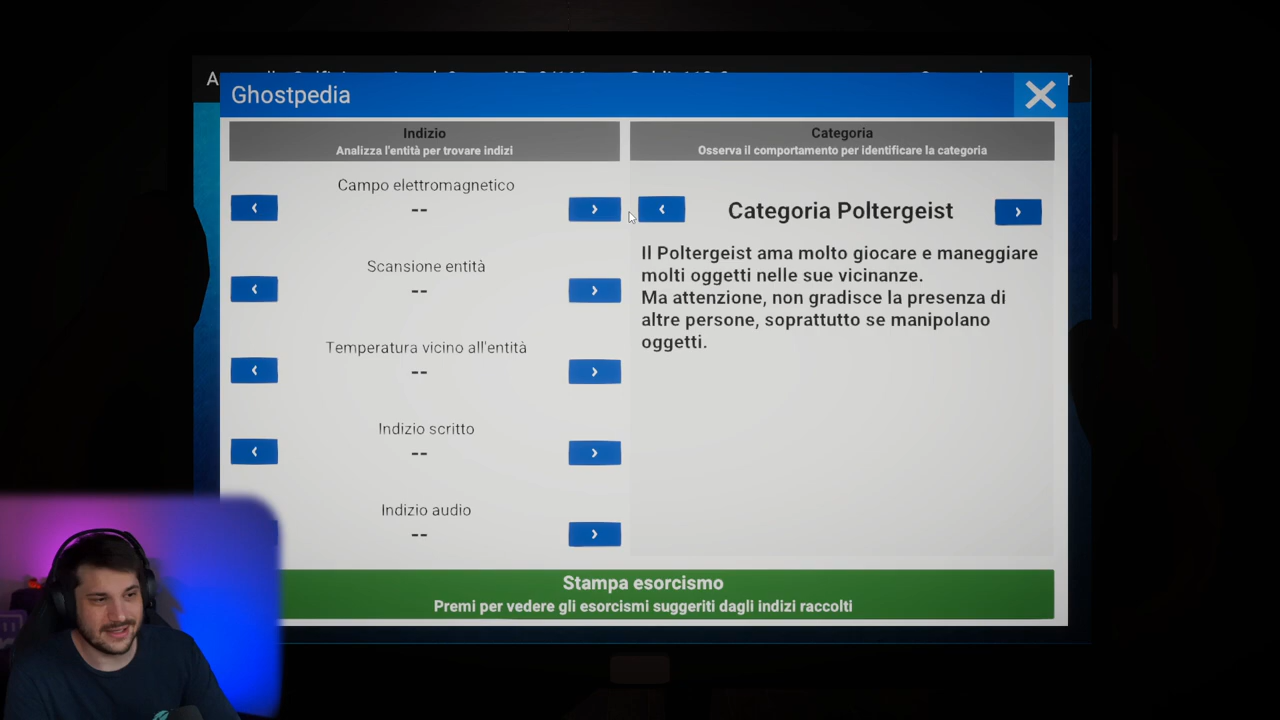 Ghostpedia
Indizio
Analizza l'entità per trovare indizi
Campo elettromagnetico
--
Scansione entità
--
Temperatura vicino all'entità
--
Indizio scritto
--
Indizio audio
--
Categoria
Osserva il comportamento per identificare la categoria
Categoria Poltergeist
Il Poltergeist ama molto giocare e maneggiare
molti oggetti nelle sue vicinanze.
Ma attenzione, non gradisce la presenza di
altre persone, soprattutto se manipolano
oggetti.
Stampa esorcismo
Premi per vedere gli esorcismi suggeriti dagli indizi raccolti